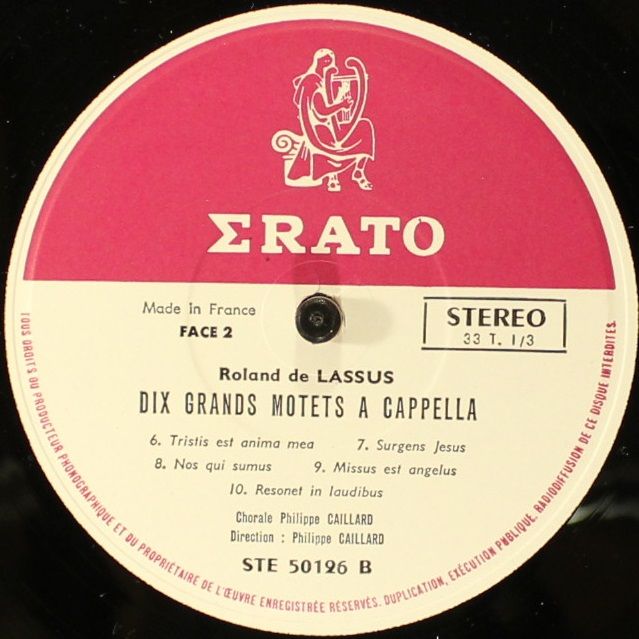 ΣRATO
Made in France
FACE 2
STEREO
33 T. 1/3
Roland de LASSUS
DIX GRANDS MOTETS A CAPPELLA
6. Tristis est anima mea 7. Surgens Jesus
8. Nos qui sumus 9. Missus est angelus
10. Resonet in laudibus
Chorale Philippe CAILLARD
Direction : Philippe CAILLARD
STE 50126 B
TOUS DROITS DU PRODUCTEUR PHONOGRAPHIQUE ET DU PROPRIÉTAIRE DE L'ŒUVRE ENREGISTRÉE RÉSERVÉS. DUPLICATION, EXÉCUTION PUBLIQUE, RADIODIFFUSION DE CE DISQUE INTERDITES.